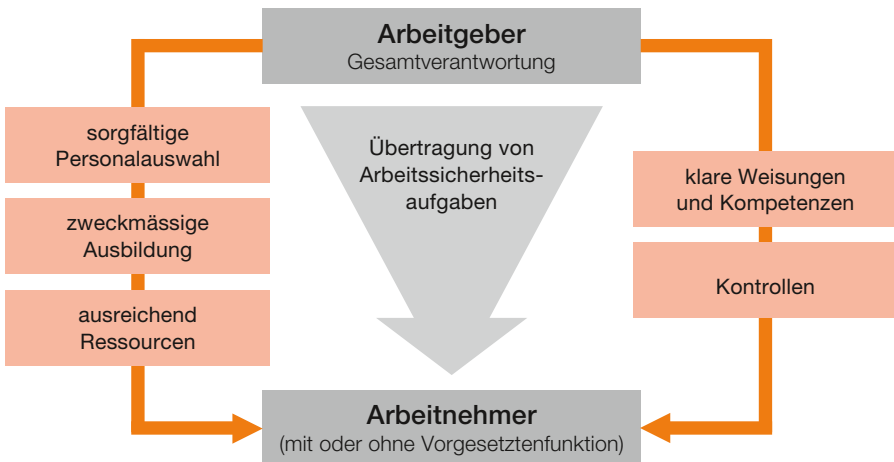 Arbeitgeber
Gesamtverantwortung
sorgfältige
Personalauswahl
zweckmässige
Ausbildung
ausreichend
Ressourcen
Übertragung von
Arbeitssicherheits-
aufgaben
klare Weisungen
und Kompetenzen
Kontrollen
Arbeitnehmer
(mit oder ohne Vorgesetztenfunktion)